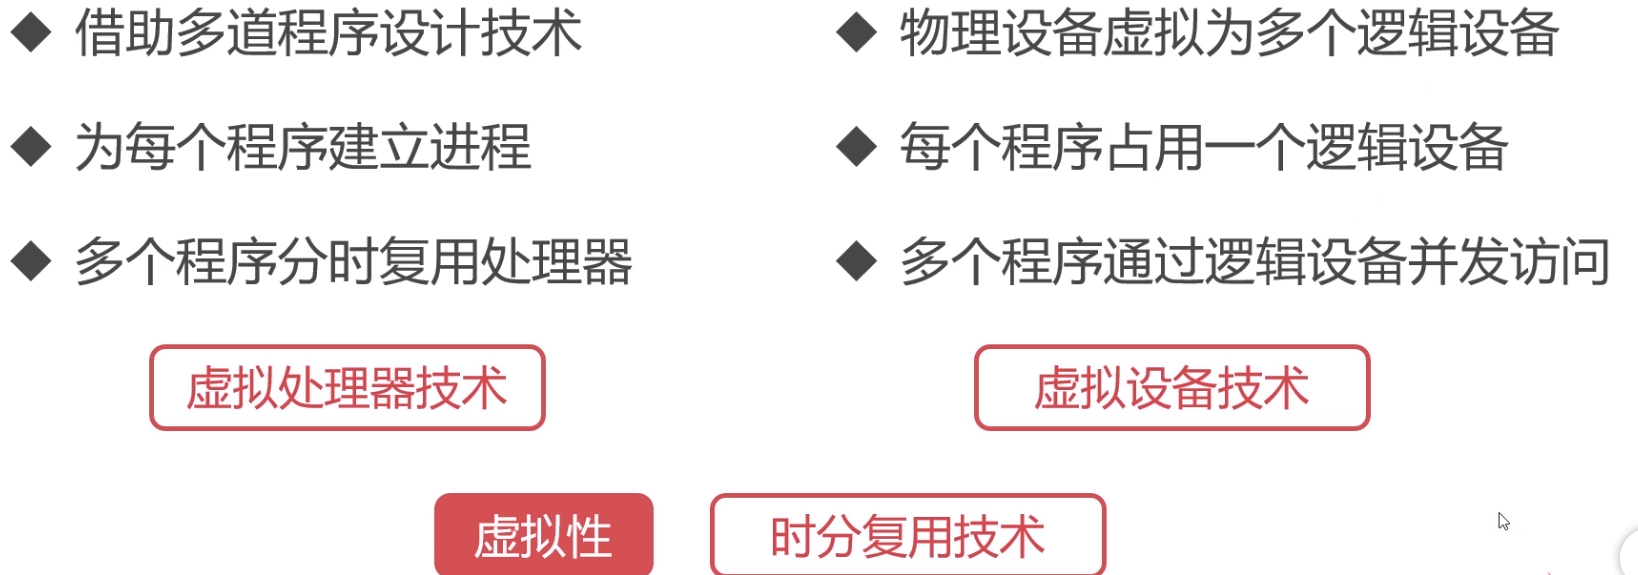 借助多道程序设计技术
为每个程序建立进程
多个程序分时复用处理器
虚拟处理器技术
物理设备虚拟为多个逻辑设备
每个程序占用一个逻辑设备
多个程序通过逻辑设备并发访问
虚拟设备技术
虚拟性
时分复用技术